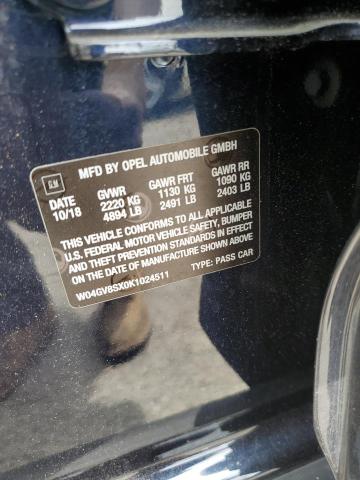 GM
MFD BY OPEL AUTOMOBILE GMBH
DATE GVWR GAWR FRT GAWR RR
10/18 2220 KG 1130 KG 1090 KG
4894 LB 2491 LB 2403 LB
THIS VEHICLE CONFORMS TO ALL APPLICABLE
U.S. FEDERAL MOTOR VEHICLE SAFETY, BUMPER
AND THEFT PREVENTION STANDARDS IN EFFECT
ON THE DATE OF MANUFACTURE SHOWN ABOVE
W04GV8SX0K1024511 TYPE: PASS CAR